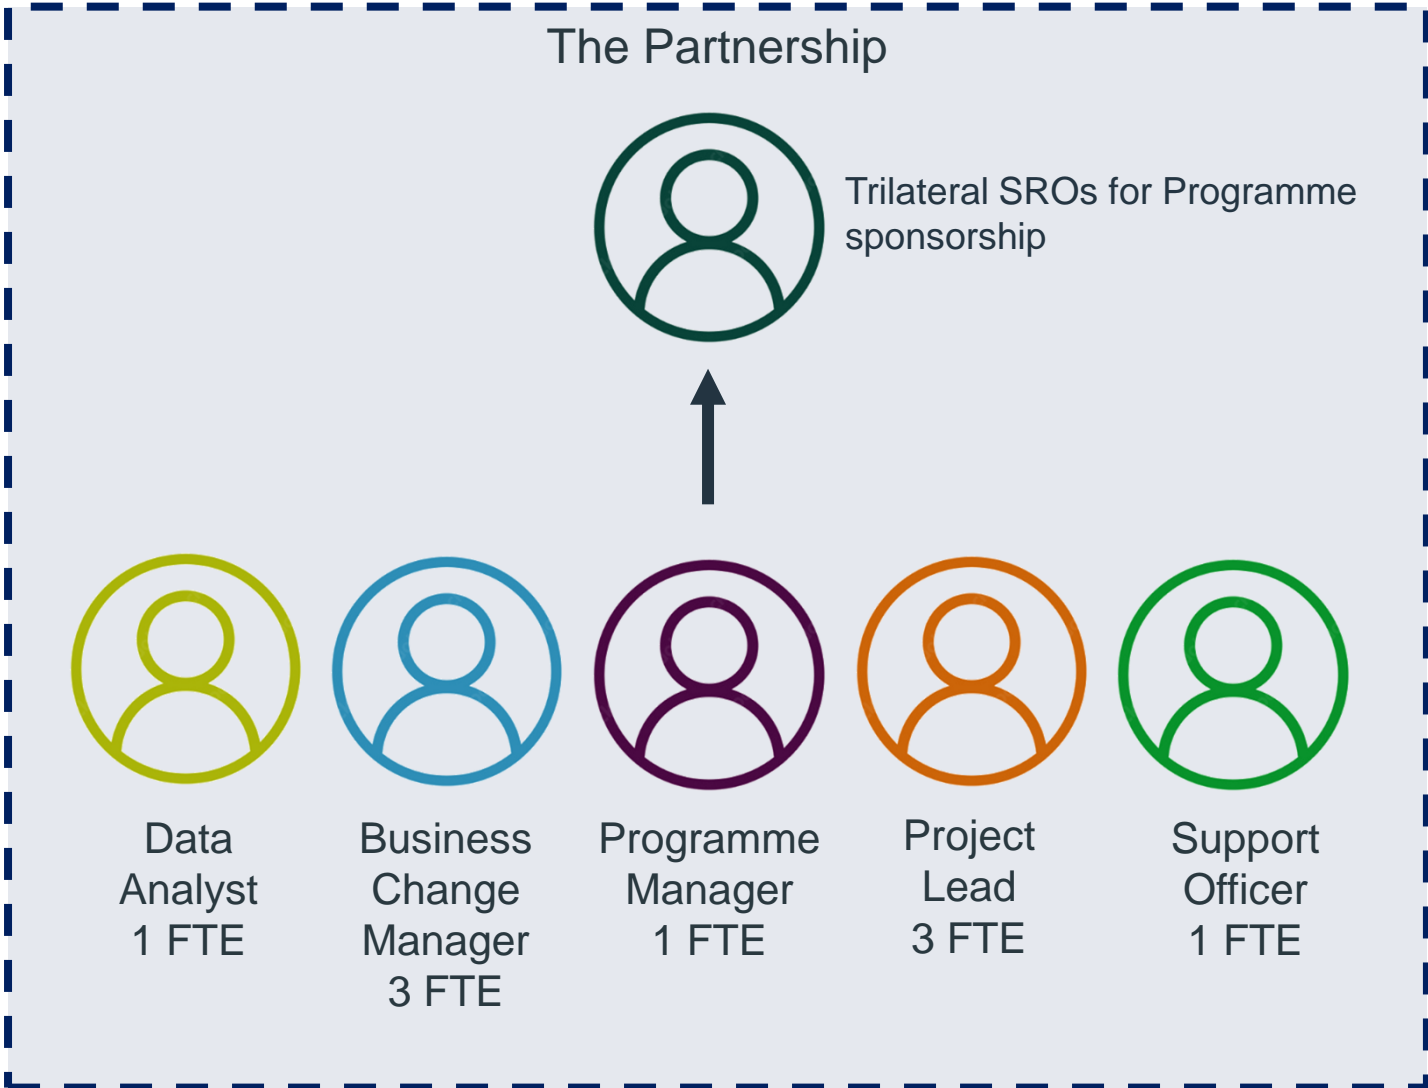 The Partnership
Trilateral SROs for Programme
sponsorship
Data
Analyst
1 FTE
Business
Change
Manager
3 FTE
Programme
Manager
1 FTE
Project
Lead
3 FTE
Support
Officer
1 FTE